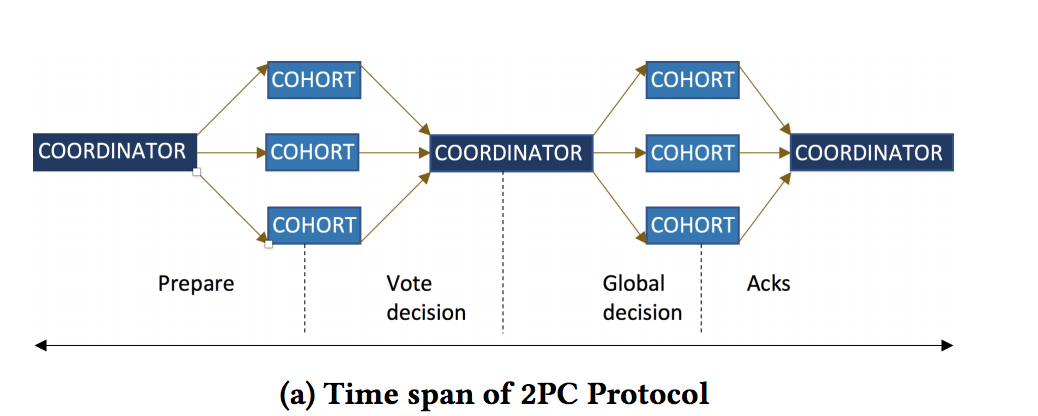 COHORT COHORT
COORDINATOR COHORT COORDINATOR COHORT COORDINATOR
COHORT COHORT
Prepare Vote Global Acks
decision decision
(a) Time span of 2PC Protocol